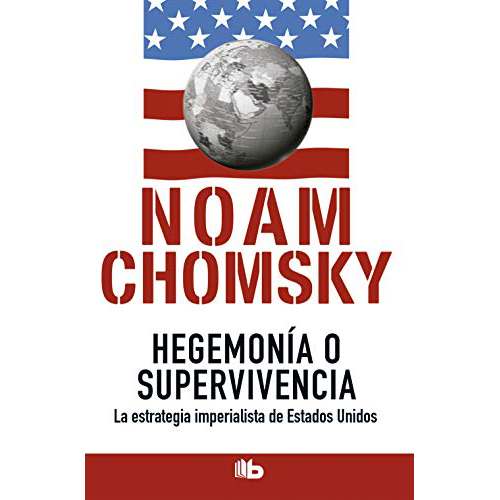 NOAM
CHOMSKY
HEGEMONÍA O
SUPERVIVENCIA
La estrategia imperialista de Estados Unidos
b